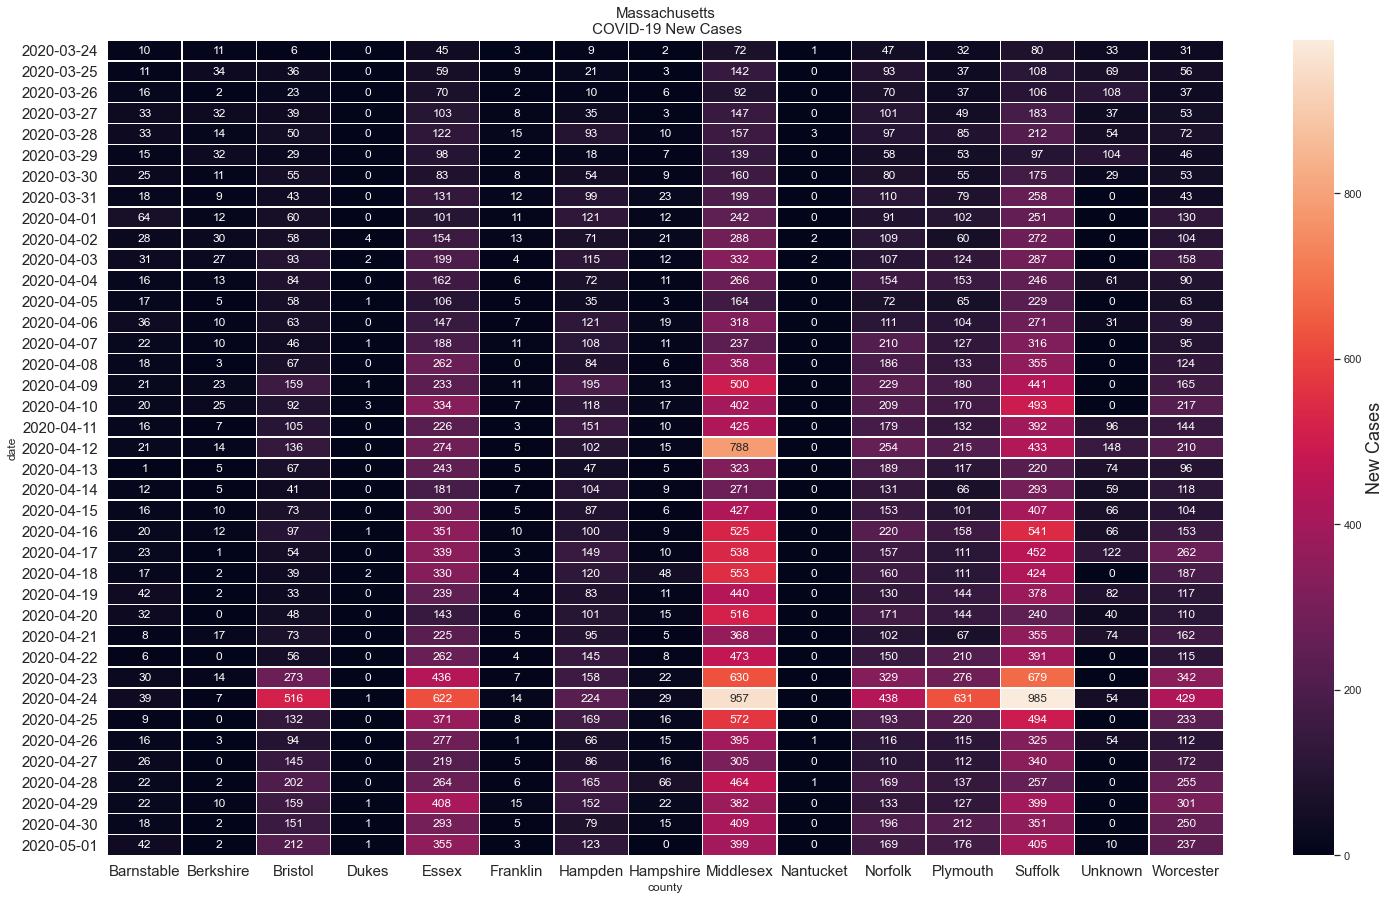 Massachusetts
COVID-19 New Cases
2020-03-24 10 11 6 0 45 3 9 2 72 1 47 32 80 33 31
2020-03-25 11 34 36 0 59 9 21 3 142 0 93 37 108 69 56
2020-03-26 16 2 23 0 70 2 10 6 92 0 70 37 106 108 37
2020-03-27 33 32 39 0 103 8 35 3 147 0 101 49 183 37 53
2020-03-28 33 14 50 0 122 15 93 10 157 3 97 85 212 54 72
2020-03-29 15 32 29 0 98 2 18 7 139 0 58 53 97 104 46
2020-03-30 25 11 55 0 83 8 54 9 160 0 80 55 175 29 53
2020-03-31 18 9 43 0 131 12 99 23 199 0 110 79 258 0 43
2020-04-01 64 12 60 0 101 11 121 12 242 0 91 102 251 0 130
2020-04-02 28 30 58 4 154 13 71 21 288 2 109 60 272 0 104
2020-04-03 31 27 93 2 199 4 115 12 332 2 107 124 287 0 158
2020-04-04 16 13 84 0 162 6 72 11 266 0 154 153 246 61 90
2020-04-05 17 5 58 1 106 5 35 3 164 0 72 65 229 0 63
2020-04-06 36 10 63 0 147 7 121 19 318 0 111 104 271 31 99
2020-04-07 22 10 46 1 188 11 108 11 237 0 210 127 316 0 95
2020-04-08 18 3 67 0 262 0 84 6 358 0 186 133 355 0 124
2020-04-09 21 23 159 1 233 11 195 13 500 0 229 180 441 0 165
2020-04-10 20 25 92 3 334 7 118 17 402 0 209 170 493 0 217
2020-04-11 16 7 105 0 226 3 151 10 425 0 179 132 392 96 144
2020-04-12 21 14 136 0 274 5 102 15 788 0 254 215 433 148 210
2020-04-13 1 5 67 0 243 5 47 5 323 0 189 117 220 74 96
2020-04-14 12 5 41 0 181 7 104 9 271 0 131 66 293 59 118
2020-04-15 16 10 73 0 300 5 87 6 427 0 153 101 407 66 104
2020-04-16 20 12 97 1 351 10 100 9 525 0 220 158 541 66 153
2020-04-17 23 1 54 0 339 3 149 10 538 0 157 111 452 122 262
2020-04-18 17 2 39 2 330 4 120 48 553 0 160 111 424 0 187
2020-04-19 42 2 33 0 239 4 83 11 440 0 130 144 378 82 117
2020-04-20 32 0 48 0 143 6 101 15 516 0 171 144 240 40 110
2020-04-21 8 17 73 0 225 5 95 5 368 0 102 67 355 74 162
2020-04-22 6 0 56 0 262 4 145 8 473 0 150 210 391 0 115
2020-04-23 30 14 273 0 436 7 158 22 630 0 329 276 679 0 342
2020-04-24 39 7 516 1 622 14 224 29 957 0 438 631 985 54 429
2020-04-25 9 0 132 0 371 8 169 16 572 0 193 220 494 0 233
2020-04-26 16 3 94 0 277 1 66 15 395 1 116 115 325 54 112
2020-04-27 26 0 145 0 219 5 86 16 305 0 110 112 340 0 172
2020-04-28 22 2 202 0 264 6 165 66 464 1 169 137 257 0 255
2020-04-29 22 10 159 1 408 15 152 22 382 0 133 127 399 0 301
2020-04-30 18 2 151 1 293 5 79 15 409 0 196 212 351 0 250
2020-05-01 42 2 212 1 355 3 123 0 399 0 169 176 405 10 237
Barnstable Berkshire Bristol Dukes Essex Franklin Hampden Hampshire Middlesex Nantucket Norfolk Plymouth Suffolk Unknown Worcester
county
date
800
600
400
200
0
New Cases